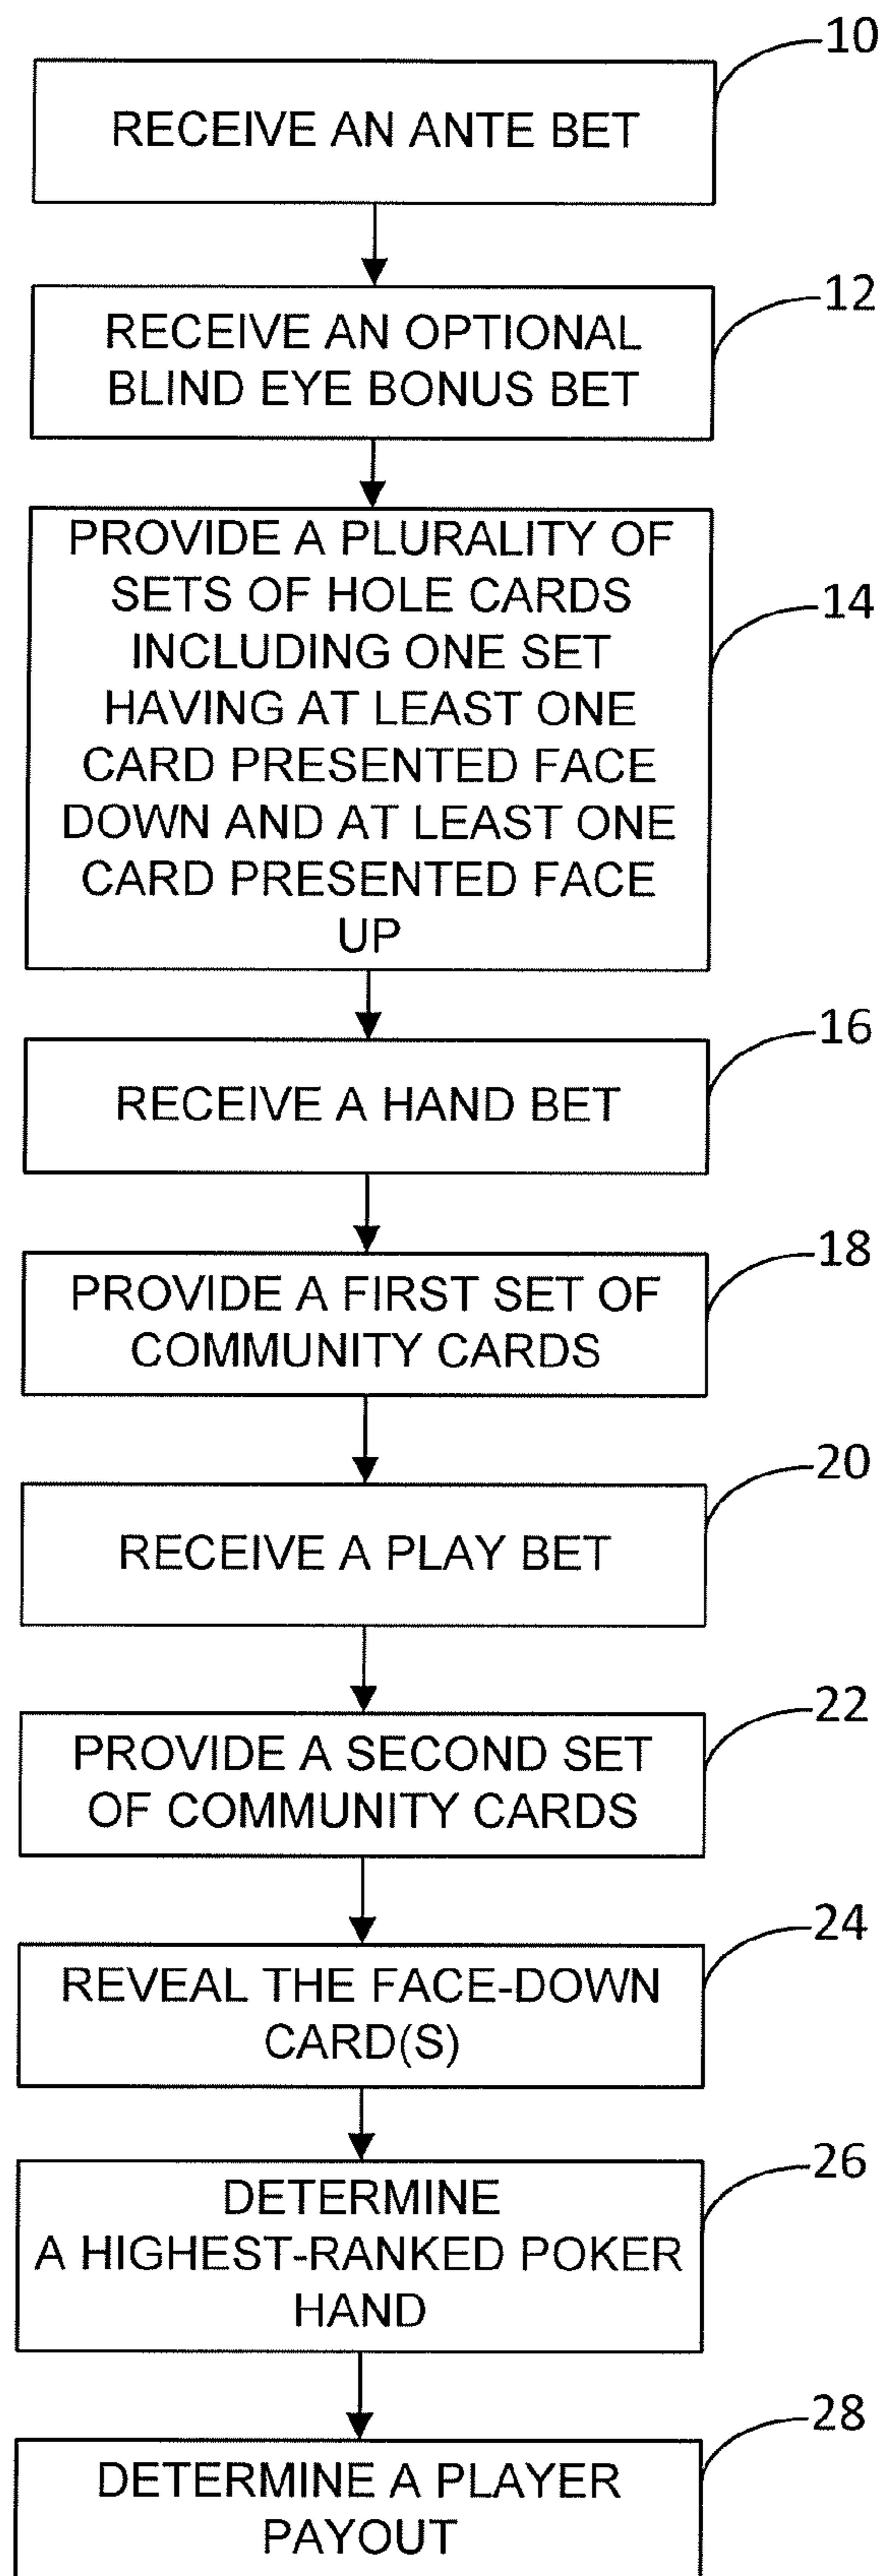 10
RECEIVE AN ANTE BET
12
RECEIVE AN OPTIONAL
BLIND EYE BONUS BET
PROVIDE A PLURALITY OF
SETS OF HOLE CARDS
14
INCLUDING ONE SET
HAVING AT LEAST ONE
CARD PRESENTED FACE
DOWN AND AT LEAST ONE
CARD PRESENTED FACE
UP
16
RECEIVE A HAND BET
18
PROVIDE A FIRST SET OF
COMMUNITY CARDS
20
RECEIVE A PLAY BET
22
PROVIDE A SECOND SET
OF COMMUNITY CARDS
24
REVEAL THE FACE-DOWN
CARD(S)
26
DETERMINE
A HIGHEST-RANKED POKER
HAND
28
DETERMINE A PLAYER
PAYOUT